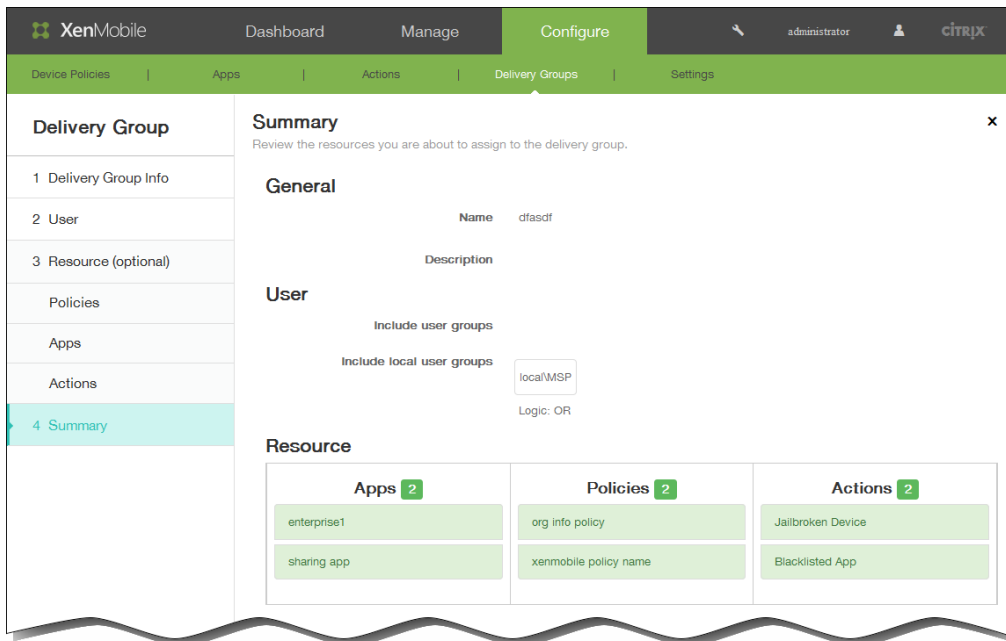 XenMobile Dashboard Manage Configure administrator CİTRIX
Device Policies | Apps | Actions | Delivery Groups | Settings
Delivery Group
1 Delivery Group Info
2 User
3 Resource (optional)
Policies
Apps
Actions
4 Summary
Summary
Review the resources you are about to assign to the delivery group.
General
Name dfasdf
Description
User
Include user groups
Include local user groups local\MSP
Logic: OR
Resource
Apps 2 Policies 2 Actions 2
enterprise1 org info policy Jailbroken Device
sharing app xenmobile policy name Blacklisted App